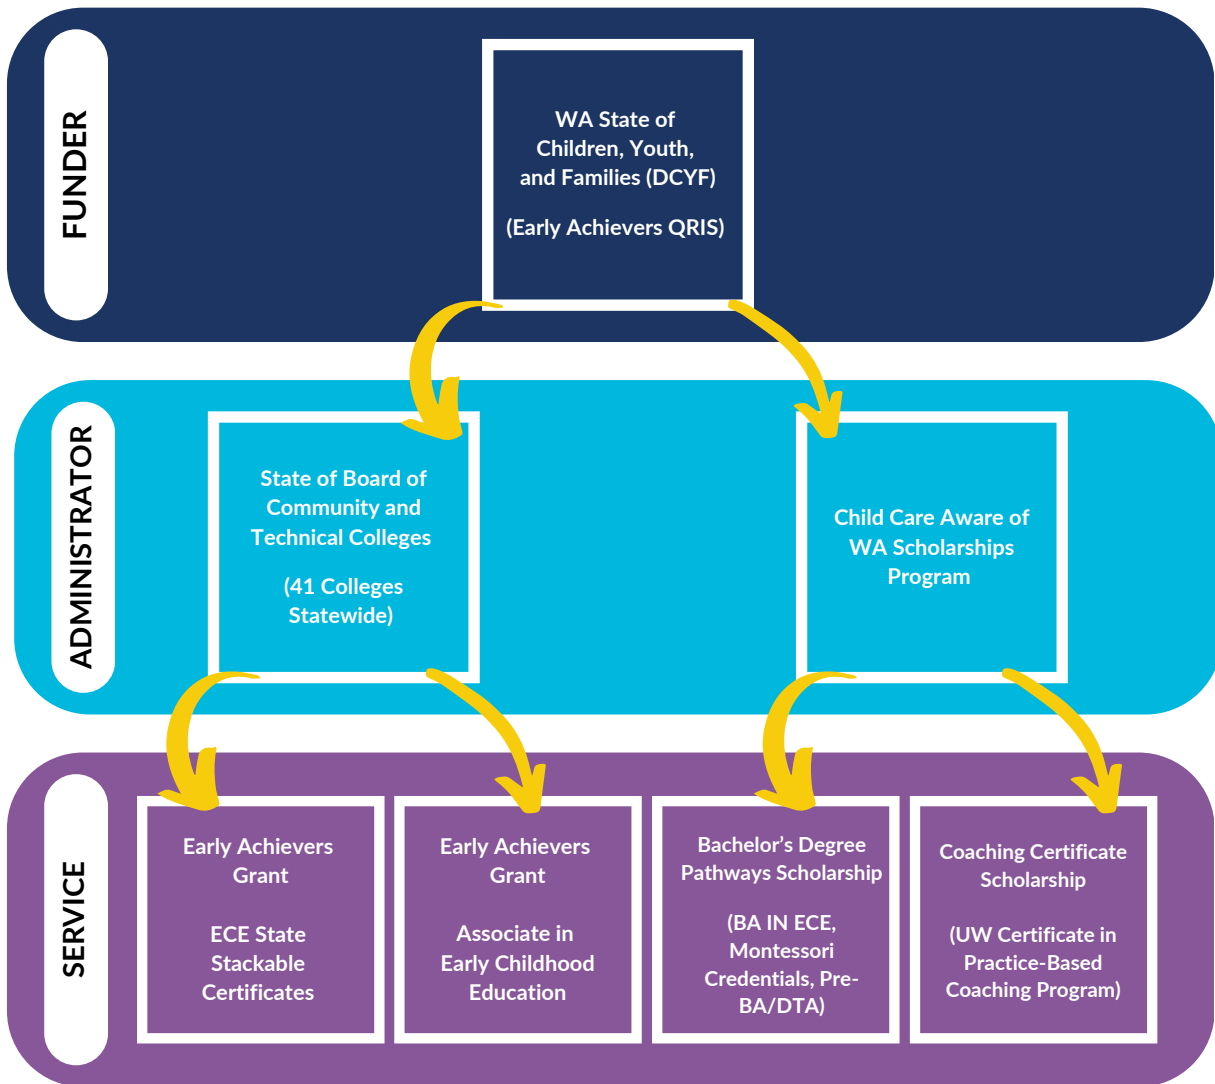 FUNDER
WA State of
Children, Youth,
and Families (DCYF)
(Early Achievers QRIS)
ADMINISTRATOR
State of Board of
Community and
Technical Colleges
(41 Colleges
Statewide)
Child Care Aware of
WA Scholarships
Program
SERVICE
Early Achievers
Grant
ECE State
Stackable
Certificates
Early Achievers
Grant
Associate in
Early Childhood
Education
Bachelor’s Degree
Pathways Scholarship
(BA IN ECE,
Montessori
Credentials, Pre-
BA/DTA)
Coaching Certificate
Scholarship
(UW Certificate in
Practice-Based
Coaching Program)